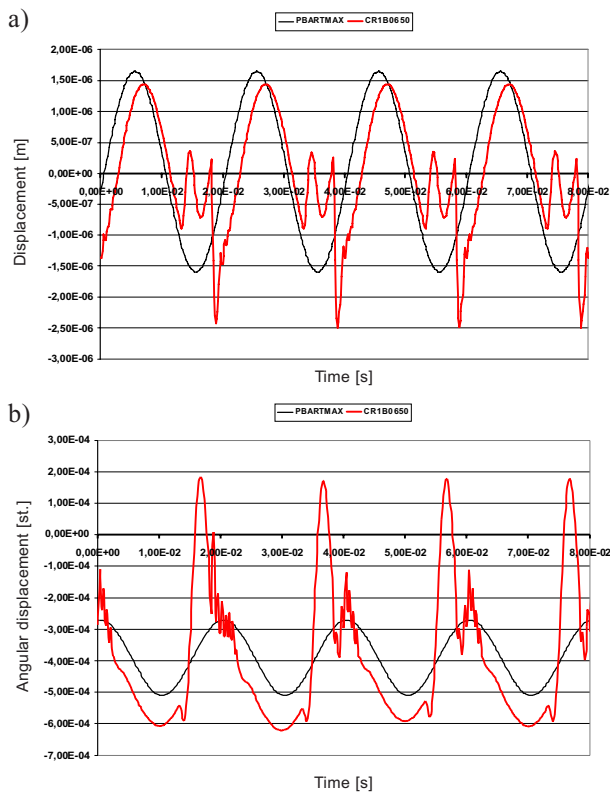 a)
PBARTMAX CR1B0650
2,00E-06
1,50E-06
1,00E-06
5,00E-07
0,00E+00
-5,00E-07
-1,00E-06
-1,50E-06
-2,00E-06
-2,50E-06
-3,00E-06
Displacement [m]
0,00E+00 1,00E-02 2,00E-02 3,00E-02 4,00E-02 5,00E-02 6,00E-02 7,00E-02 8,00E-02
Time [s]
b)
PBARTMAX CR1B0650
3,00E-04
2,00E-04
1,00E-04
0,00E+00
-1,00E-04
-2,00E-04
-3,00E-04
-4,00E-04
-5,00E-04
-6,00E-04
-7,00E-04
Angular displacement [st.]
0,00E+00 1,00E-02 2,00E-02 3,00E-02 4,00E-02 5,00E-02 6,00E-02 7,00E-02 8,00E-02
Time [s]